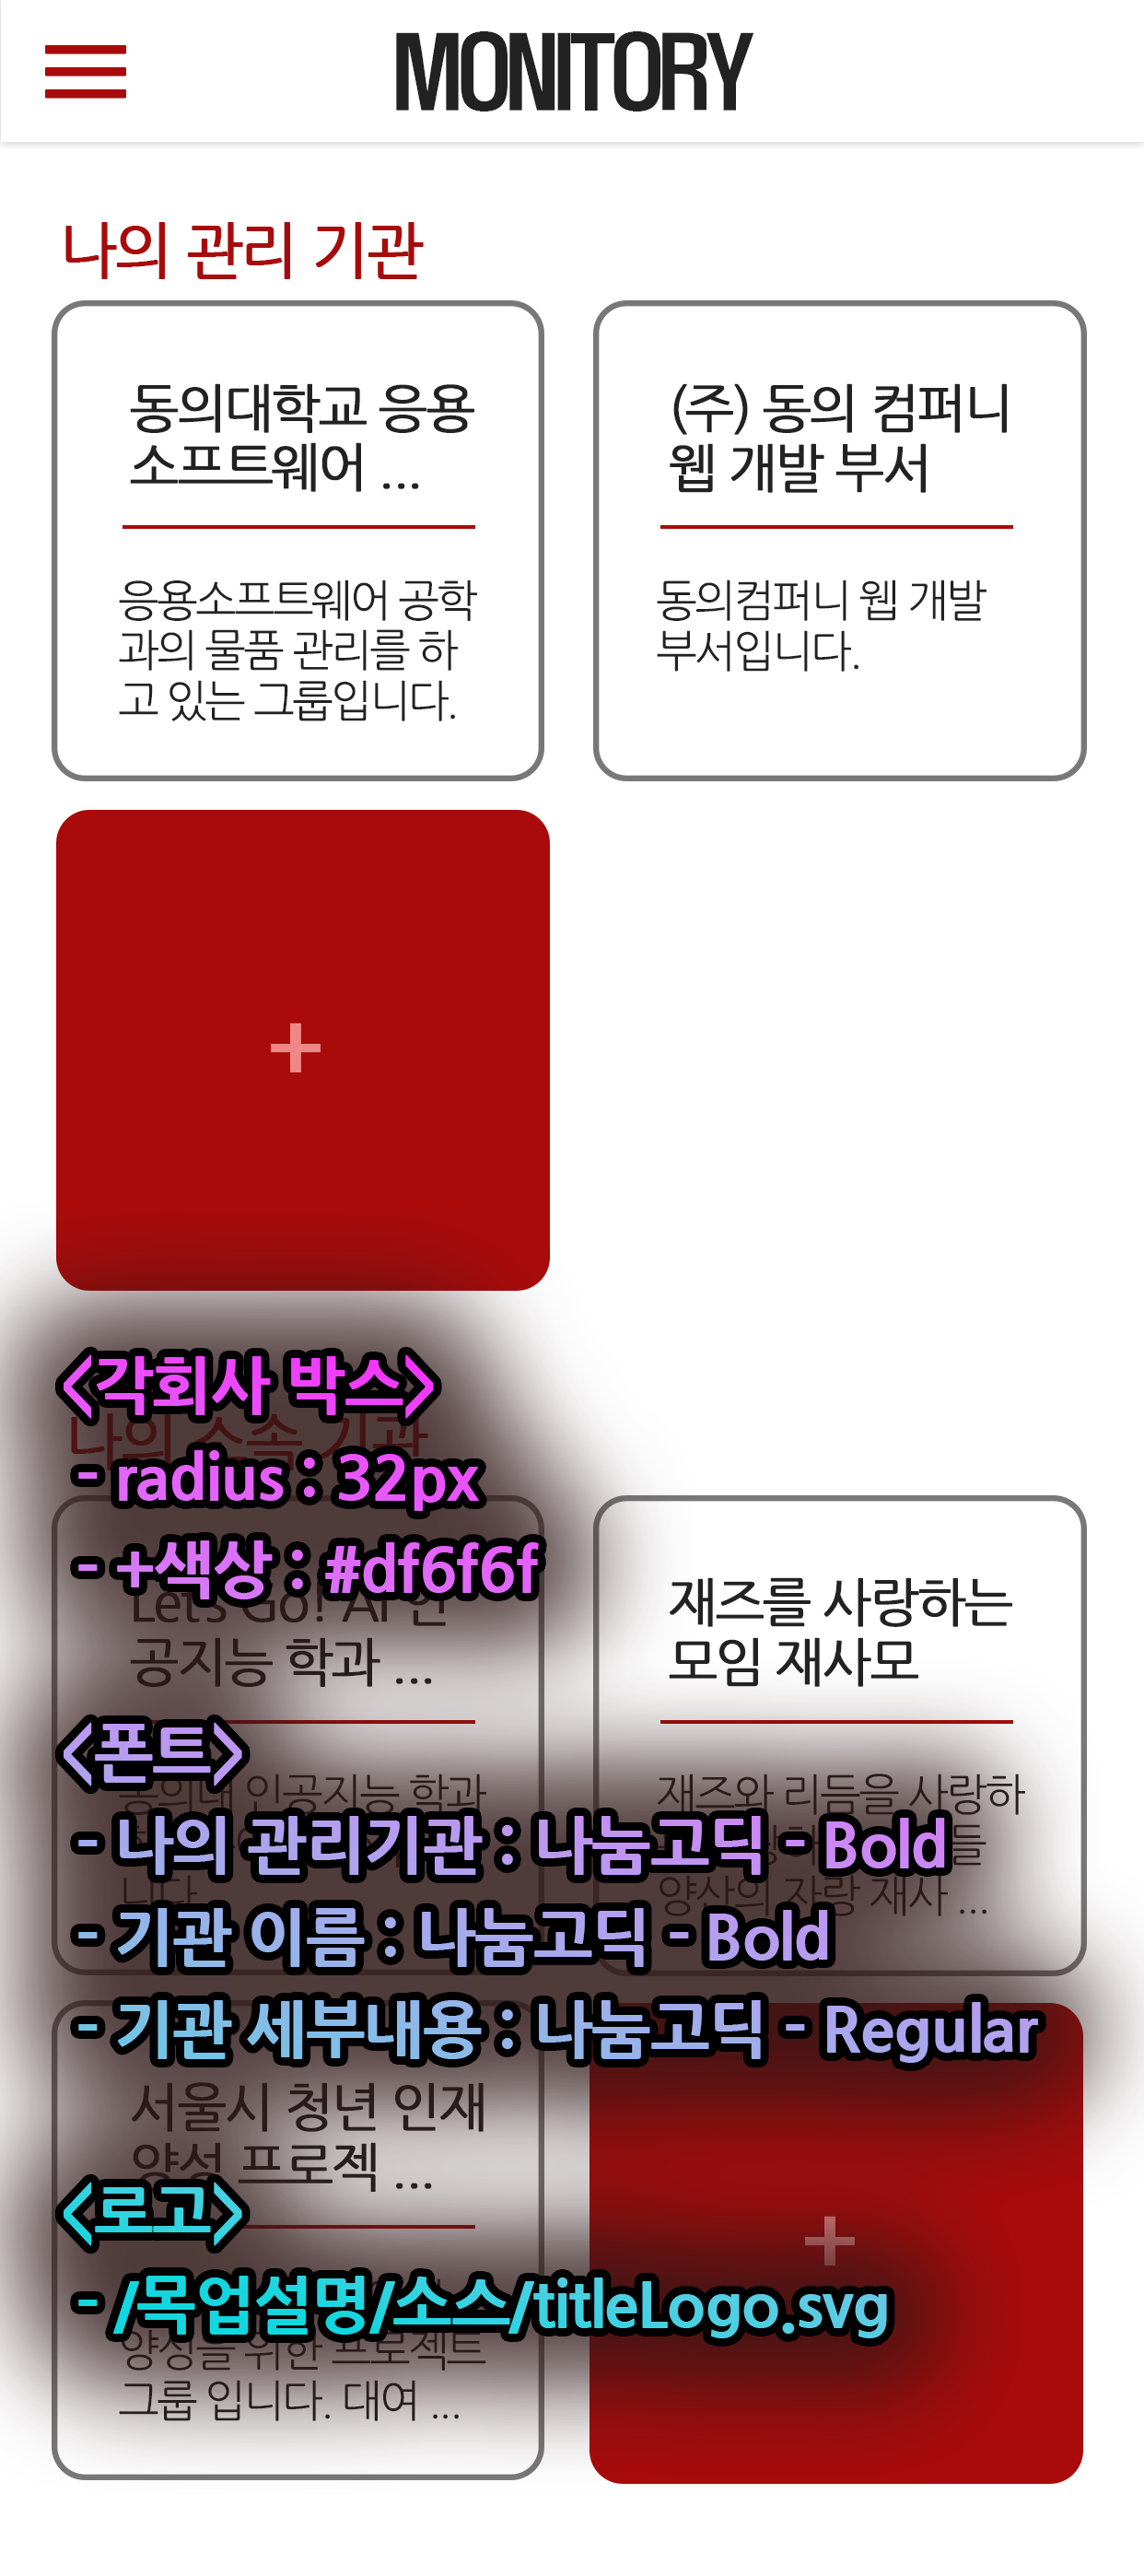 MONITORY
나의 관리 기관
동의대학교 응용
소프트웨어 ...
응용소프트웨어 공학
과의 물품 관리를 하
고 있는 그룹입니다.
(주) 동의 컴퍼니
웹 개발 부서
동의컴퍼니 웹 개발
부서입니다.
+
<각회사 박스>
나의 소속 기관
- radius : 32px
- +색상 : #df6f6f
Let's Go! AI 인
공지능 학과 ...
재즈를 사랑하는
모임 재사모
<폰트>
동의대 인공지능 학과
재즈와 리듬을 사랑하
- 나의 관리기관 : 나눔고딕 - Bold
들
니다
양산의 자랑 재사 ...
- 기관 이름 : 나눔고딕 - Bold
- 기관 세부내용 : 나눔고딕 - Regular
서울시 청년 인재
양성 프로젝 ...
+
<로고>
- /목업설명/소스/titleLogo.svg
양성을 위한 프로젝트
그룹 입니다. 대여 ...